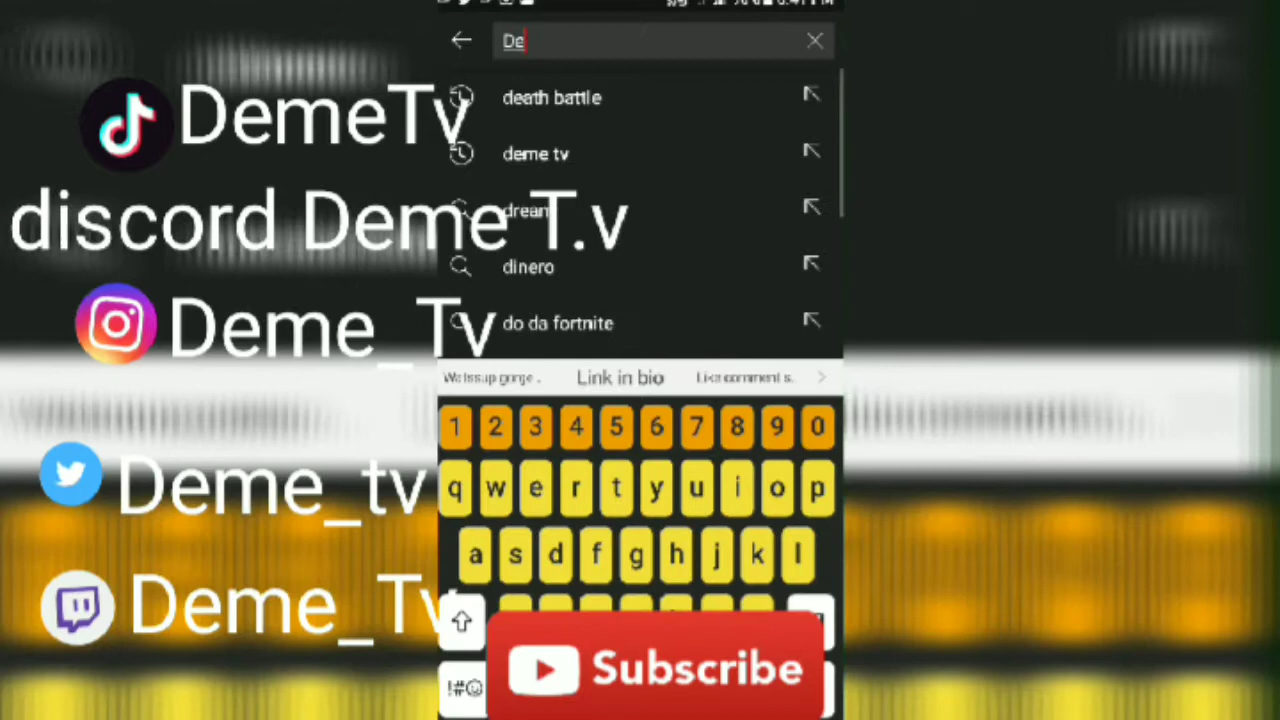 De
death battle
deme tv
dream
dinero
do da fortnite
DemeTv
discord Deme T.v
Deme_Tv
Deme_tv
Deme_Tv
Link in bio
1 2 3 4 5 6 7 8 9 0
q w e r t y u i o p
a s d f g h j k l
!#☺
Subscribe